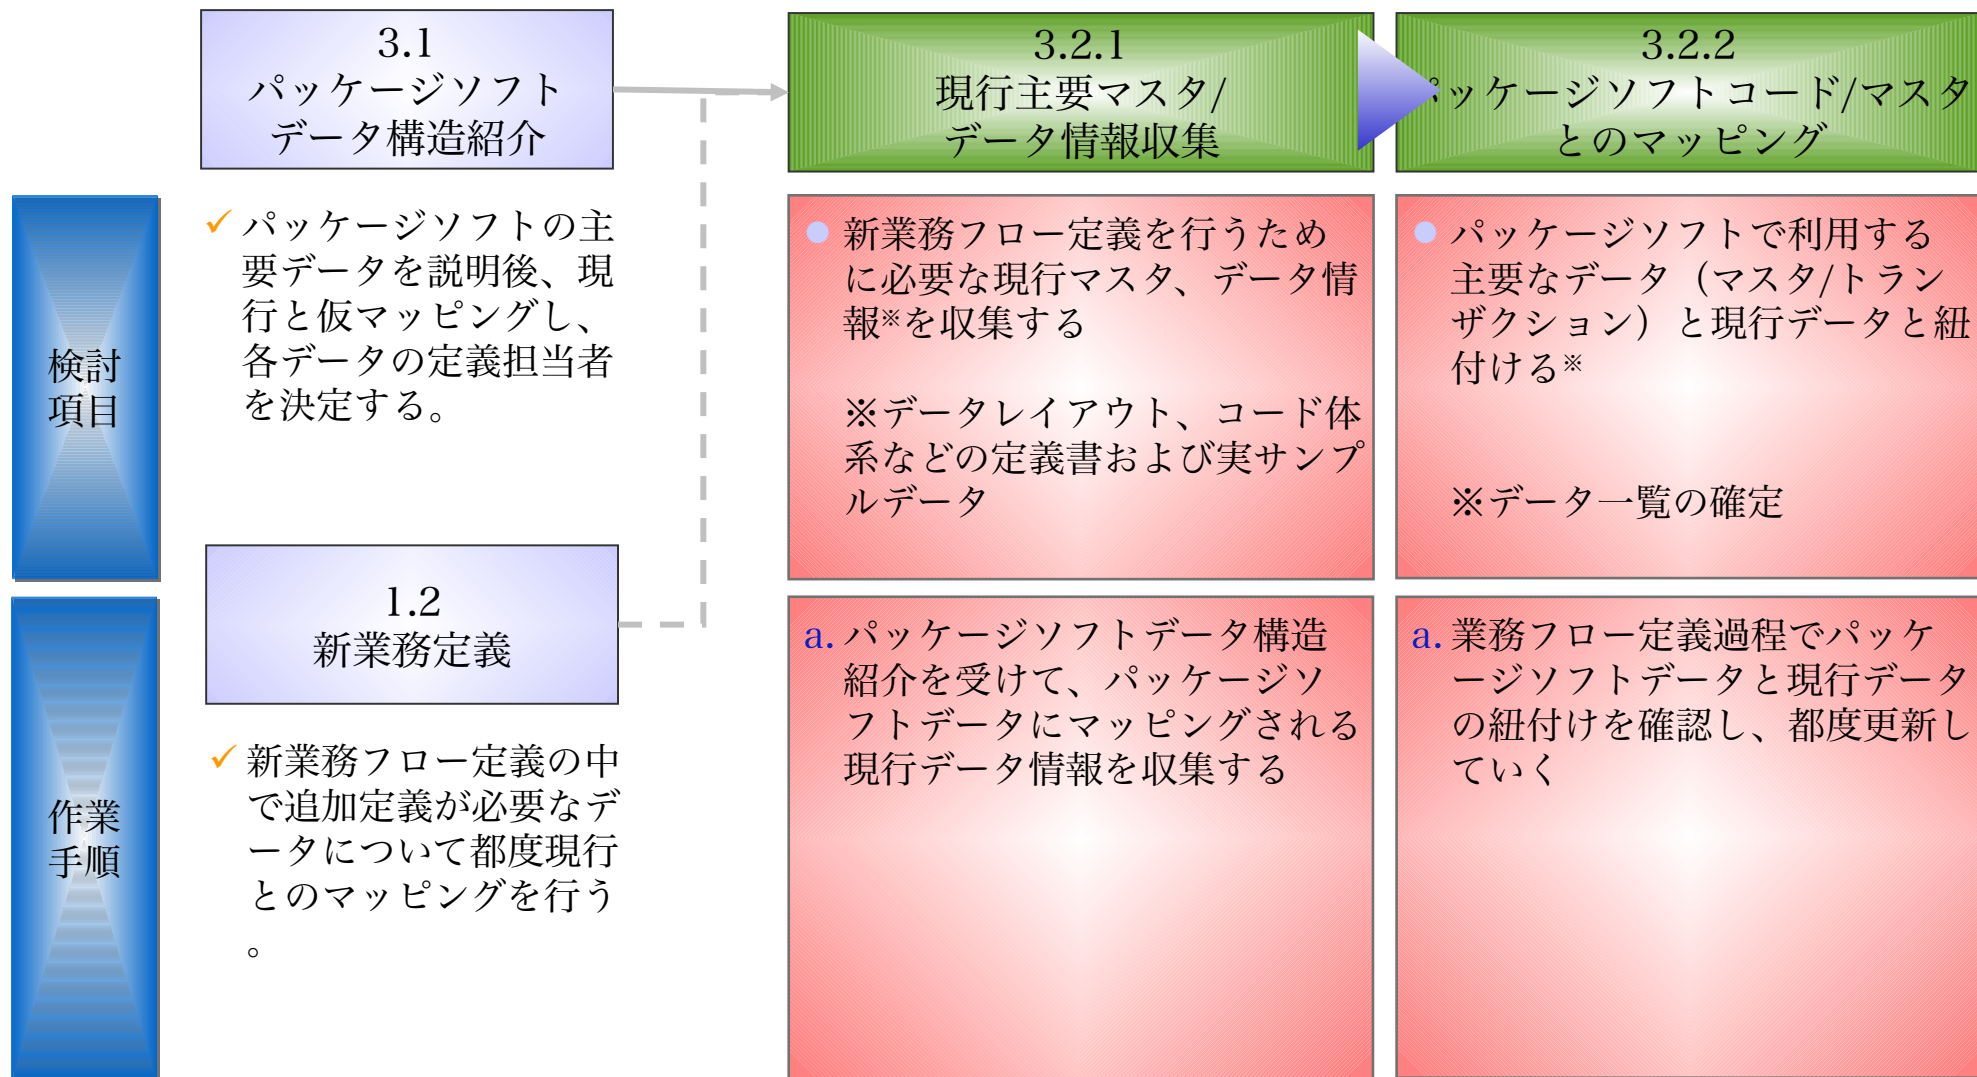 3.1
パッケージソフト
データ構造紹介
3.2.1
現行主要マスタ/
データ情報収集
3.2.2
ッケージソフトコード/マスタ
とのマッピング
検討
項目
✓ パッケージソフトの主
要データを説明後、現
行と仮マッピングし、
各データの定義担当者
を決定する。
● 新業務フロー定義を行うため
に必要な現行マスタ、データ情
報※を収集する
※データレイアウト、コード体
系などの定義書および実サンプ
ルデータ
● パッケージソフトで利用する
主要なデータ（マスタ/トラン
ザクション）と現行データと紐
付ける※
※データ一覧の確定
1.2
新業務定義
作業
手順
✓ 新業務フロー定義の中
で追加定義が必要なデ
ータについて都度現行
とのマッピングを行う
。
a. パッケージソフトデータ構造
紹介を受けて、パッケージソ
フトデータにマッピングされる
現行データ情報を収集する
a. 業務フロー定義過程でパッケ
ージソフトデータと現行データ
の紐付けを確認し、都度更新し
ていく